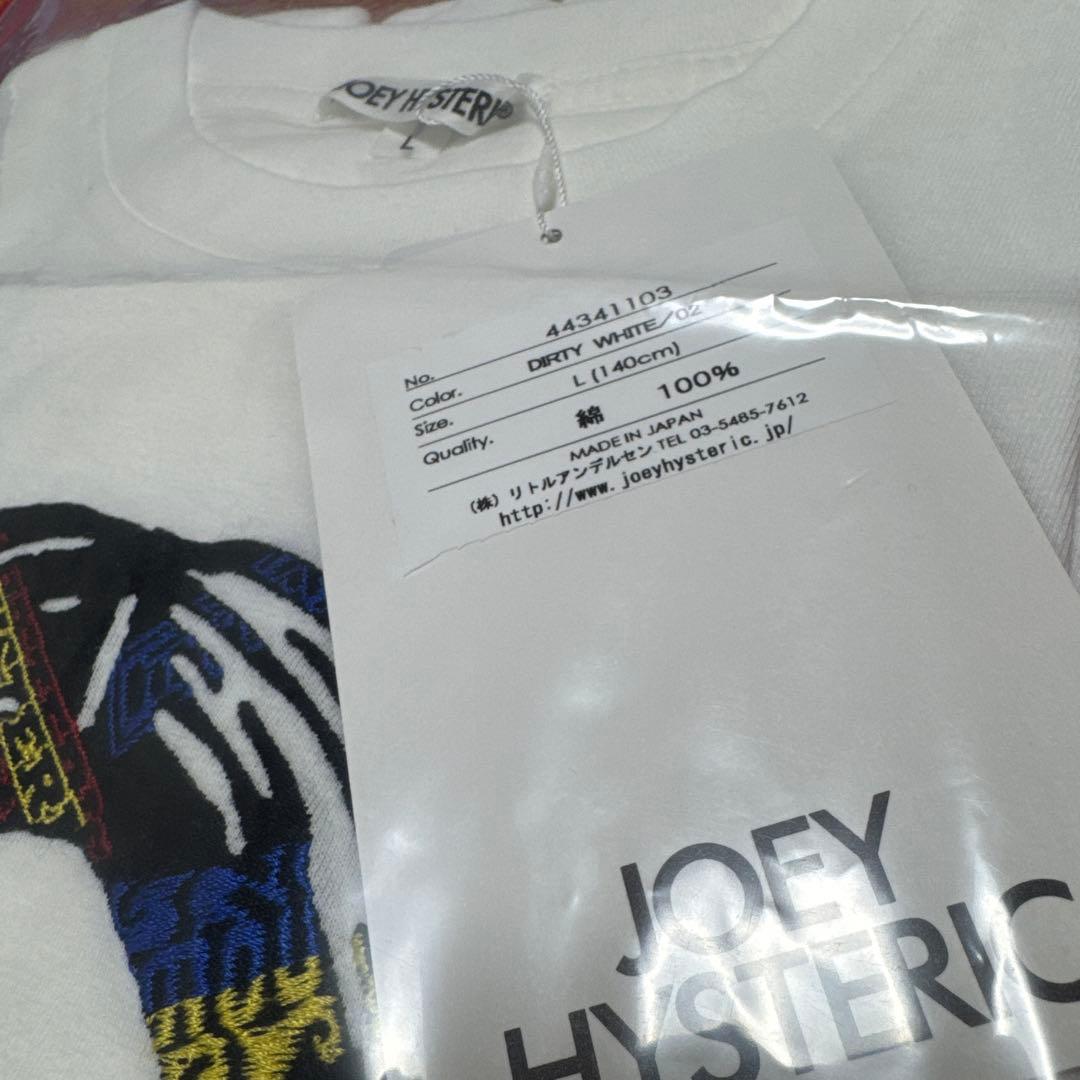 JOEY HYSTERIC®
L
No. 44341103
Color. DIRTY WHITE/02
Size. L (140cm)
Quality. 綿 100%
MADE IN JAPAN
(株) リトルアンデルセン TEL 03-5485-7612
http://www.joeyhysteric.jp/
JOEY
HYSTERIC